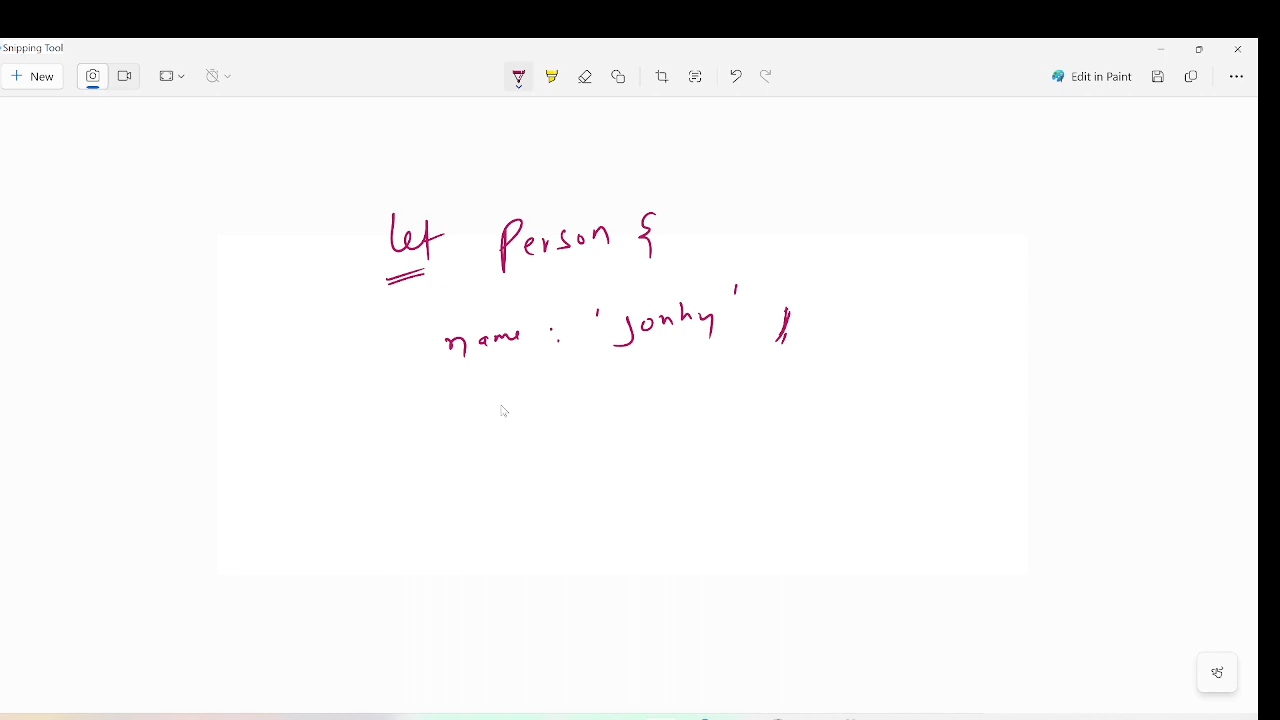 Snipping Tool
New
Edit in Paint
let Person {
name : 'Jonhy' ,